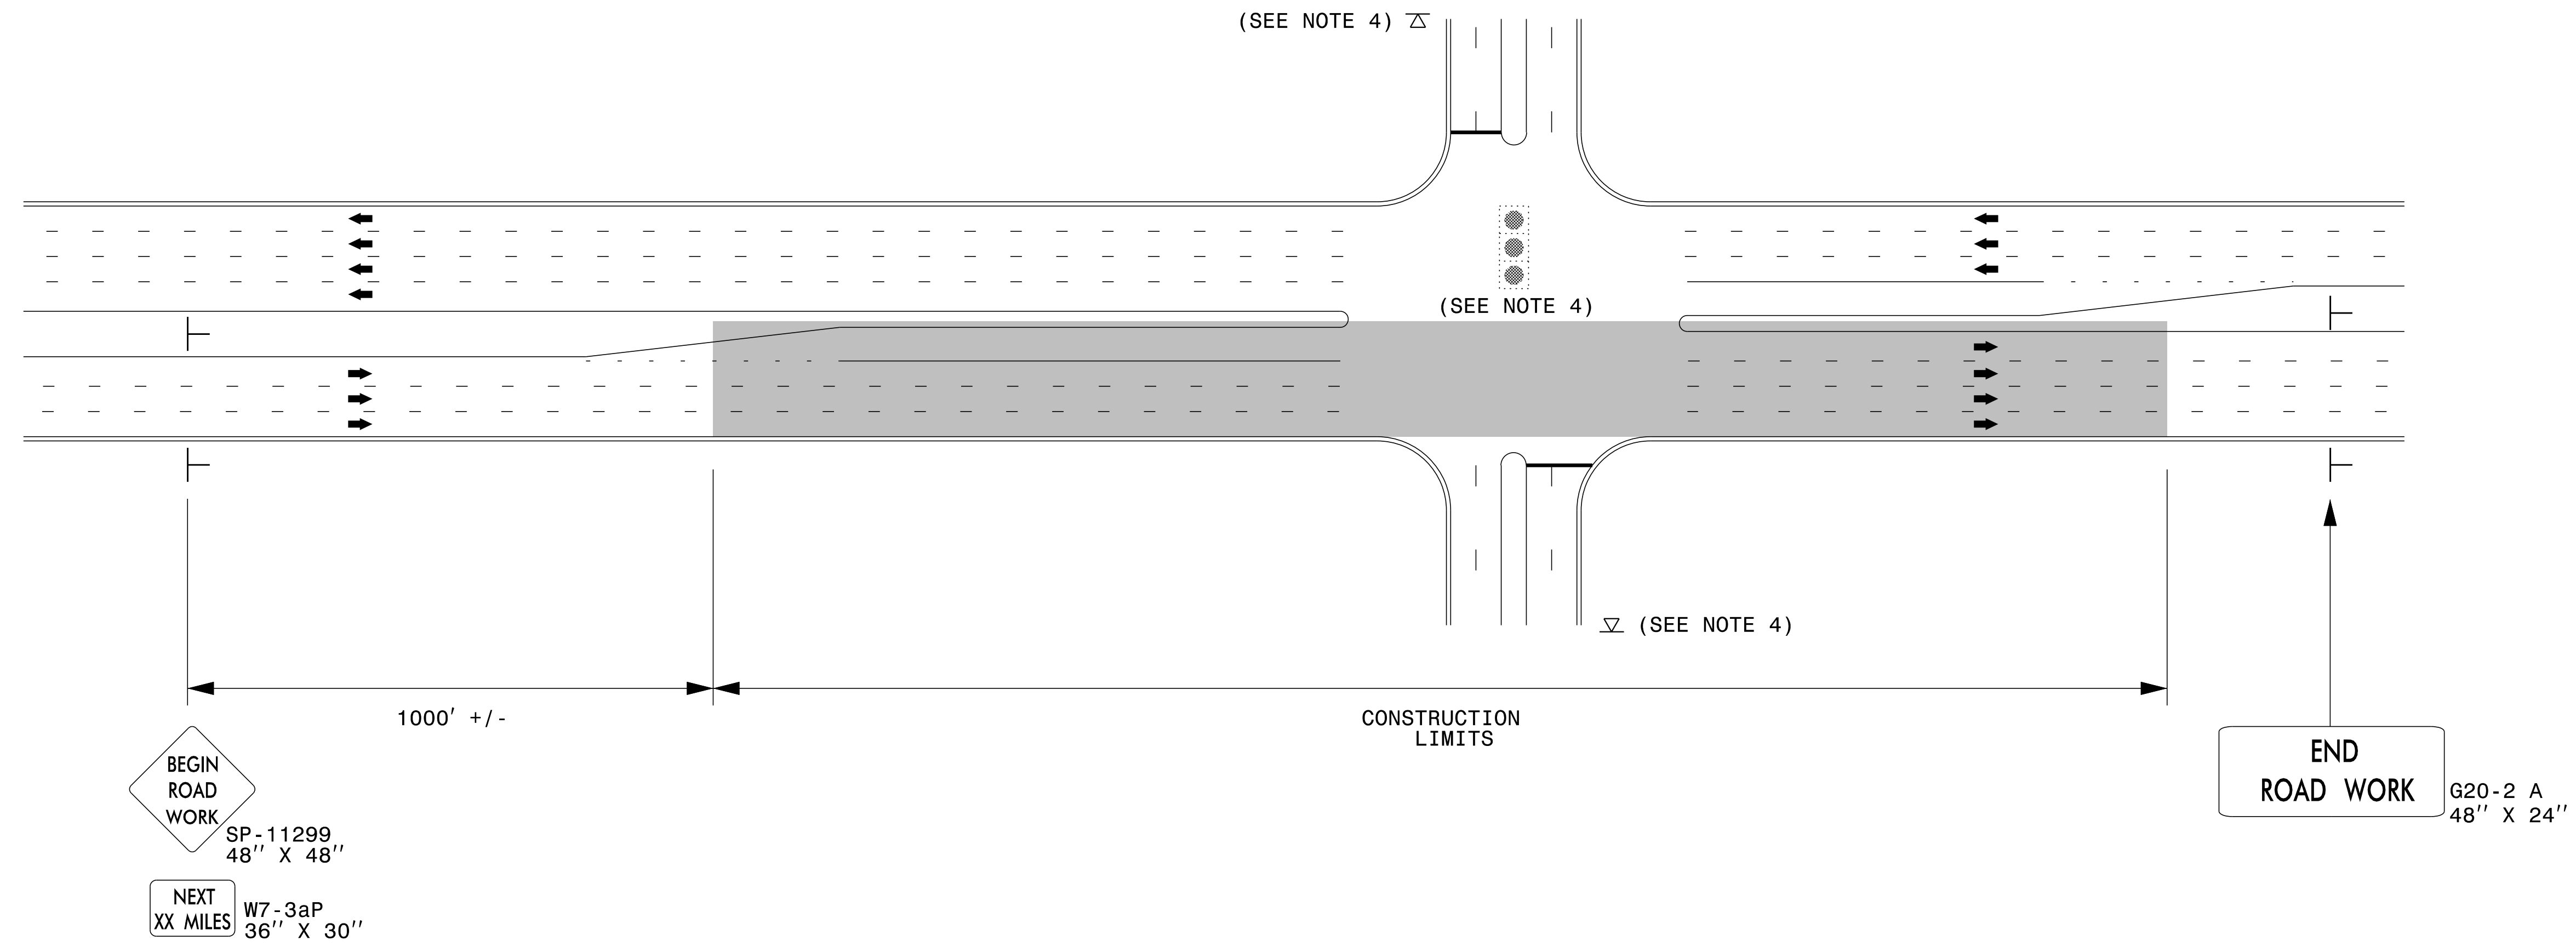 (SEE NOTE 4)
(SEE NOTE 4)
(SEE NOTE 4)
1000' +/-
CONSTRUCTION
LIMITS
BEGIN
ROAD
WORK
SP-11299
48'' X 48''
NEXT
XX MILES
W7-3aP
36'' X 30''
END
ROAD WORK
G20-2 A
48'' X 24''